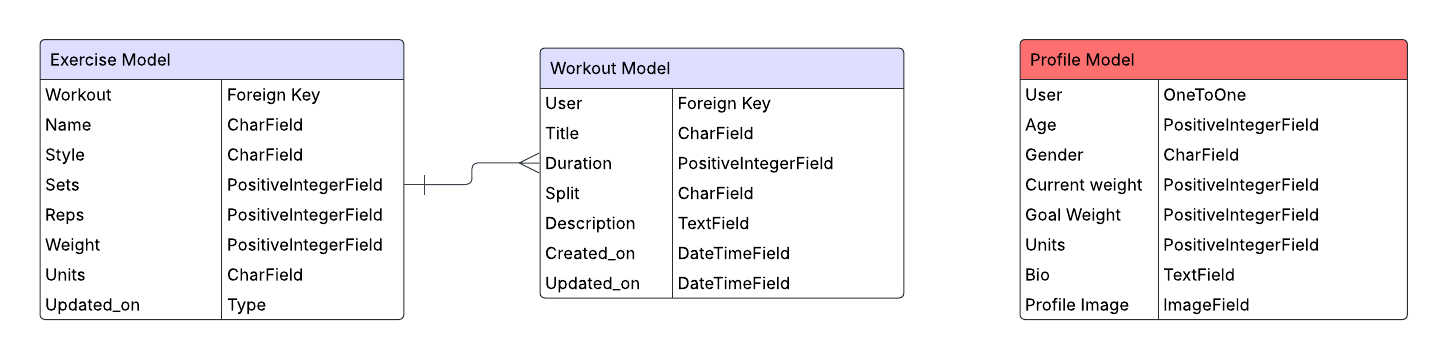 Exercise Model
Workout Foreign Key
Name CharField
Style CharField
Sets PositiveIntegerField
Reps PositiveIntegerField
Weight PositiveIntegerField
Units CharField
Updated_on Type
Workout Model
User Foreign Key
Title CharField
Duration PositiveIntegerField
Split CharField
Description TextField
Created_on DateTimeField
Updated_on DateTimeField
Profile Model
User OneToOne
Age PositiveIntegerField
Gender CharField
Current weight PositiveIntegerField
Goal Weight PositiveIntegerField
Units PositiveIntegerField
Bio TextField
Profile Image ImageField